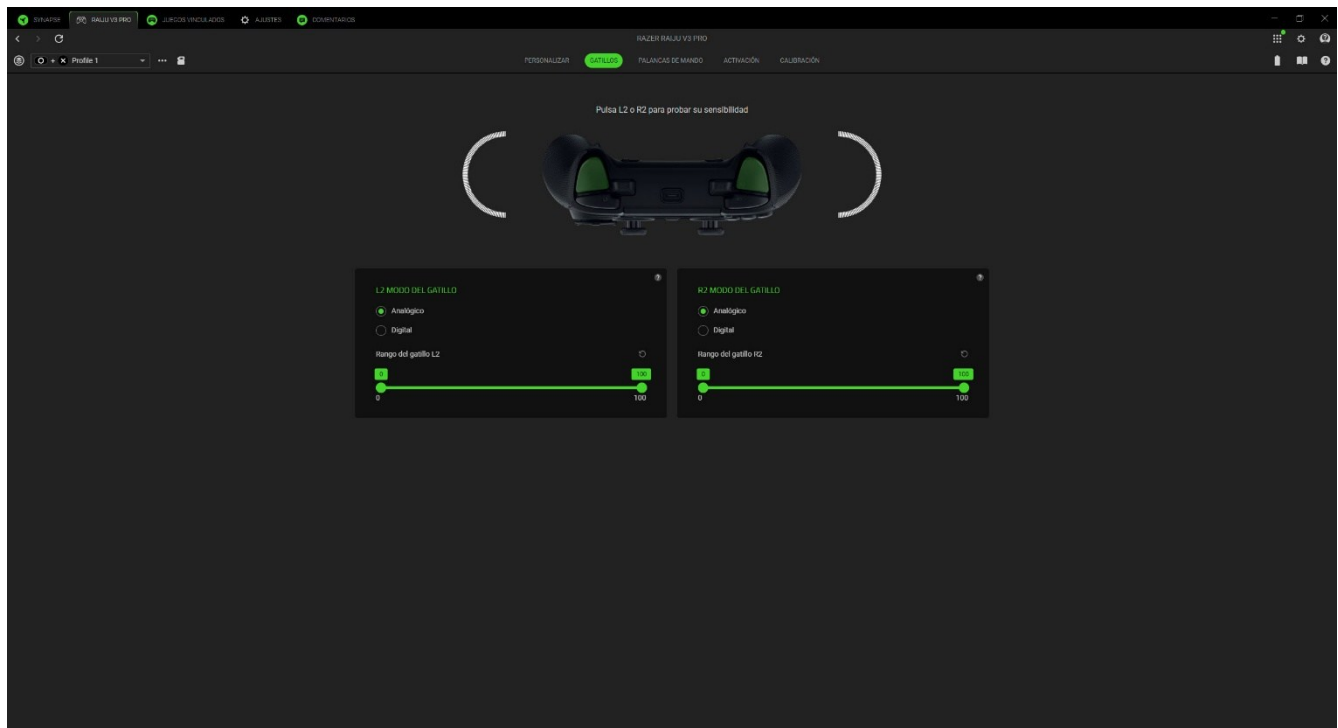 SYNAPSE RAIJU V3 PRO JUEGOS VINCULADOS AJUSTES COMENTARIOS
RAZER RAIJU V3 PRO
Profile 1
PERSONALIZAR GATILLOS PALANCAS DE MANDO ACTIVACIÓN CALIBRACIÓN
Pulsa L2 o R2 para probar su sensibilidad
L2 MODO DEL GATILLO
Analógico
Digital
Rango del gatillo L2
0 100
0 100
R2 MODO DEL GATILLO
Analógico
Digital
Rango del gatillo R2
0 100
0 100